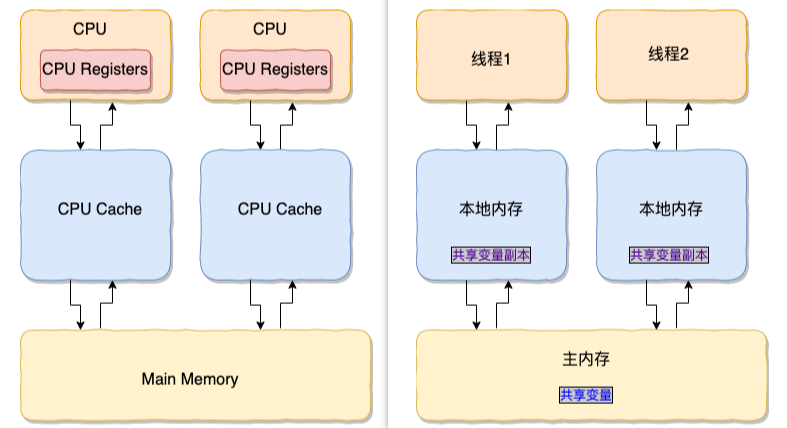 CPU
CPU Registers
CPU
CPU Registers
CPU Cache
CPU Cache
Main Memory
线程1
线程2
本地内存
共享变量副本
本地内存
共享变量副本
主内存
共享变量